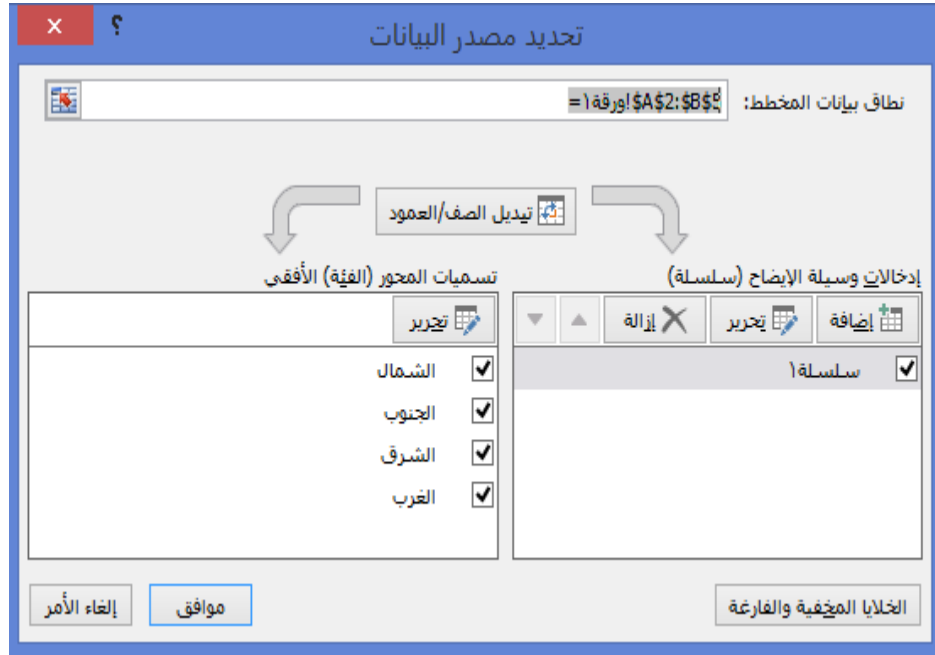 تحديد مصدر البيانات
؟
نطاق بيانات المخطط:
=ورقة١!$A$2:$B$5
تبديل الصف/العمود
إدخالات وسيلة الإيضاح (سلسلة)
إضافة
تحرير
إزالة
سلسلة١
تسميات المحور (الفئة) الأفقي
تحرير
الشمال
الجنوب
الشرق
الغرب
الخلايا المخفية والفارغة
موافق
إلغاء الأمر